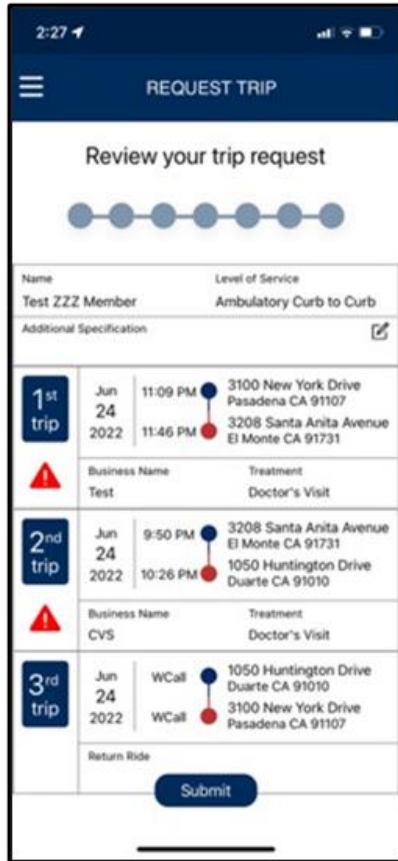 2:27
REQUEST TRIP
Review your trip request
Name Level of Service
Test ZZZ Member Ambulatory Curb to Curb
Additional Specification
1st trip
Jun 24 2022
11:09 PM 3100 New York Drive
Pasadena CA 91107
11:46 PM 3208 Santa Anita Avenue
El Monte CA 91731
Business Name Treatment
Test Doctor's Visit
2nd trip
Jun 24 2022
9:50 PM 3208 Santa Anita Avenue
El Monte CA 91731
10:26 PM 1050 Huntington Drive
Duarte CA 91010
Business Name Treatment
CVS Doctor's Visit
3rd trip
Jun 24 2022
WCall 1050 Huntington Drive
Duarte CA 91010
WCall 3100 New York Drive
Pasadena CA 91107
Return Ride
Submit